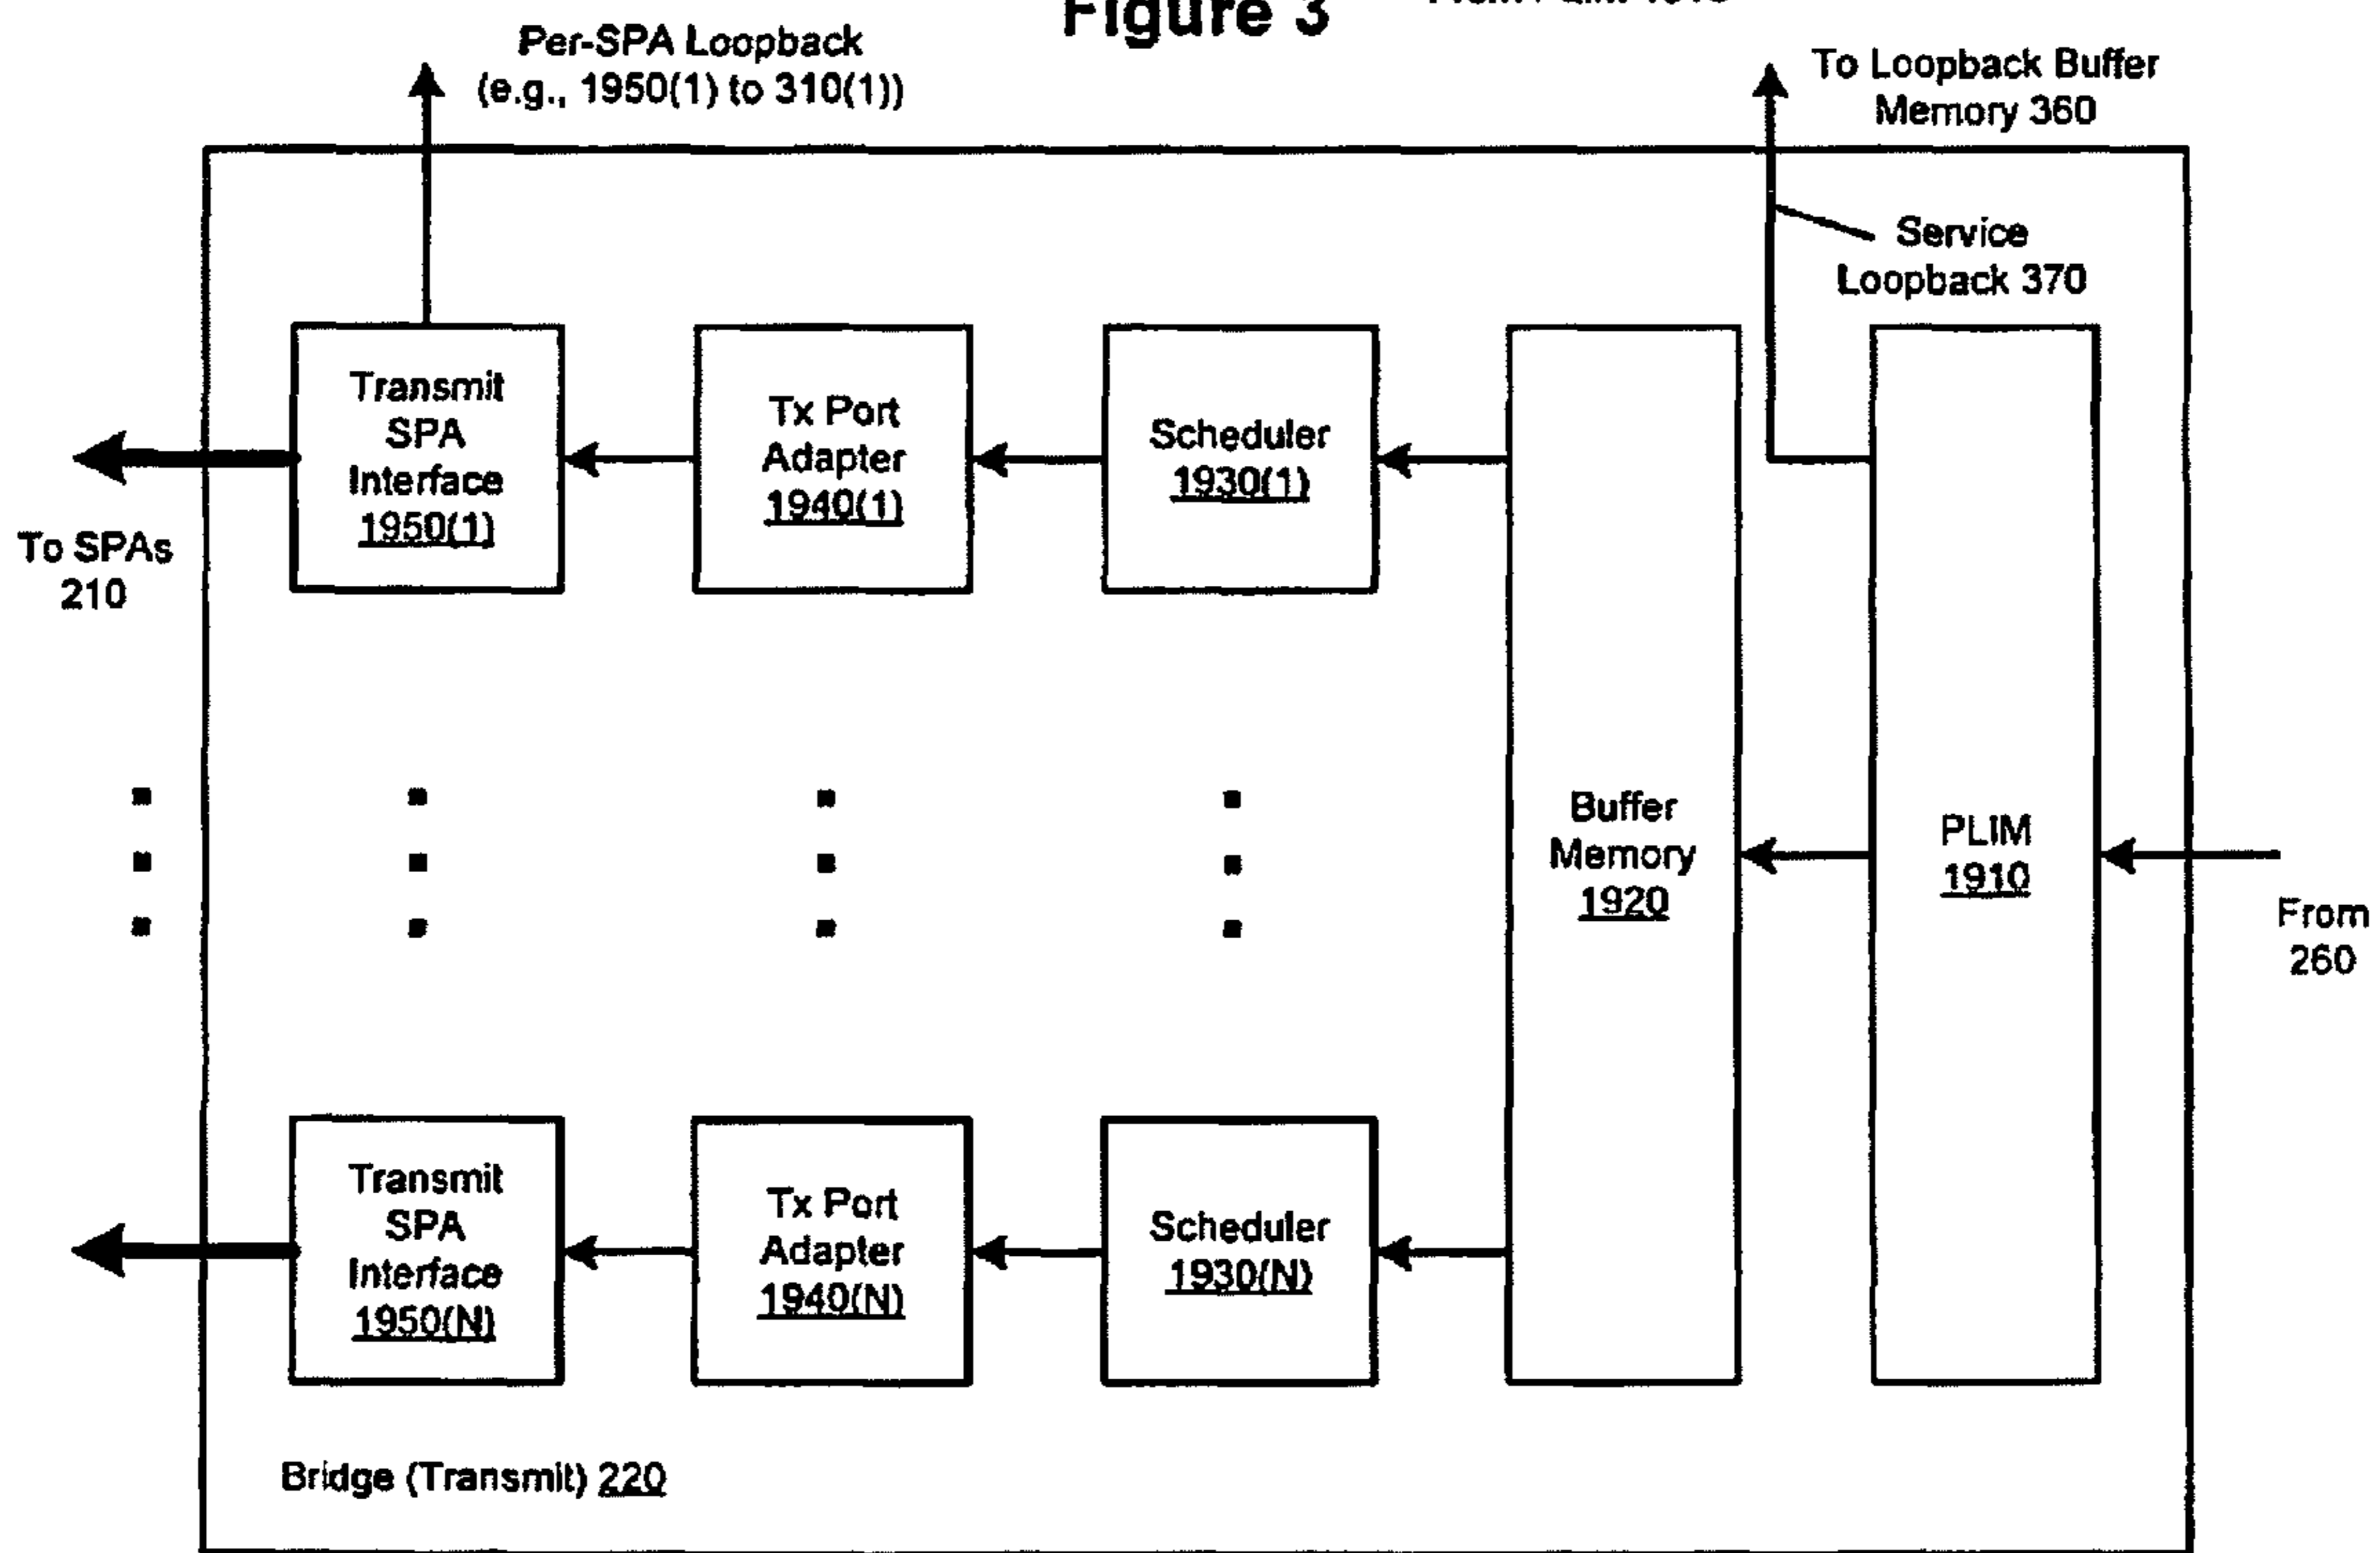 Figure 3
Per-SPA Loopback
(e.g., 1950(1) to 310(1))
To Loopback Buffer
Memory 360
Service
Loopback 370
Transmit
SPA
Interface
1950(1)
Tx Port
Adapter
1940(1)
Scheduler
1930(1)
To SPAs
210
Buffer
Memory
1920
PLIM
1910
From
260
Transmit
SPA
Interface
1950(N)
Tx Port
Adapter
1940(N)
Scheduler
1930(N)
Bridge (Transmit) 220